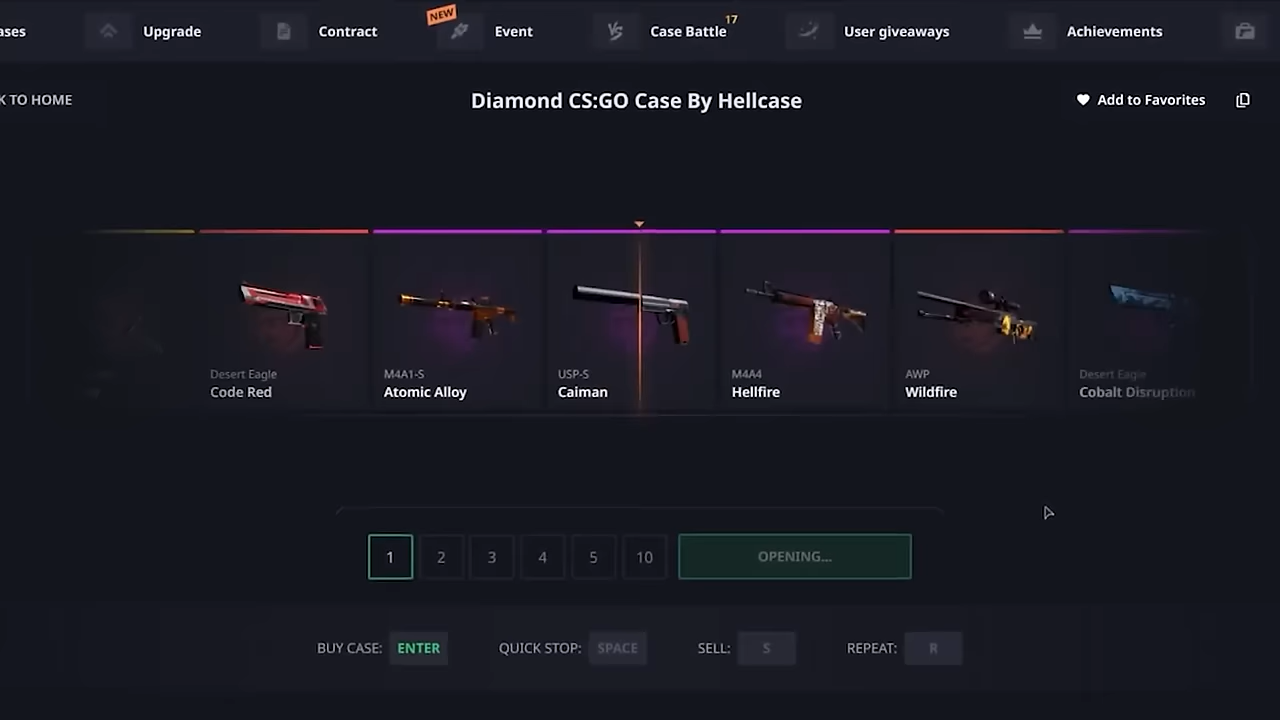 ases
Upgrade
Contract
NEW
Event
Case Battle
17
User giveaways
Achievements
K TO HOME
Diamond CS:GO Case By Hellcase
Add to Favorites
Desert Eagle
Code Red
M4A1-S
Atomic Alloy
USP-S
Caiman
M4A4
Hellfire
AWP
Wildfire
Desert Eagle
Cobalt Disruption
1
2
3
4
5
10
OPENING...
BUY CASE: ENTER
QUICK STOP: SPACE
SELL: S
REPEAT: R